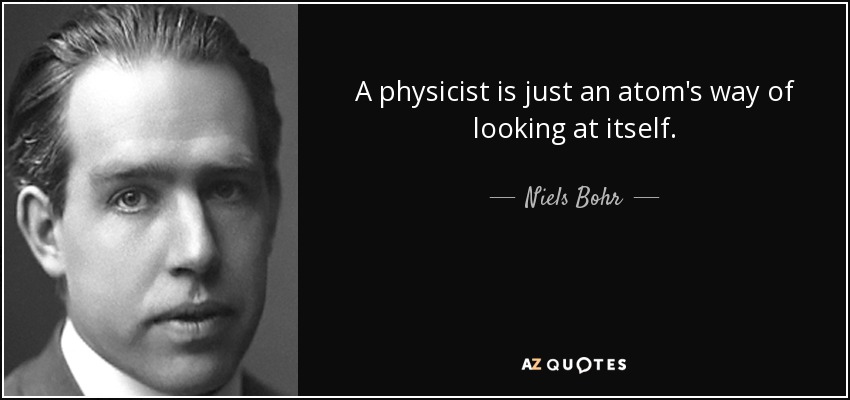 A physicist is just an atom's way of
looking at itself.
— Niels Bohr —
AZ QUOTES